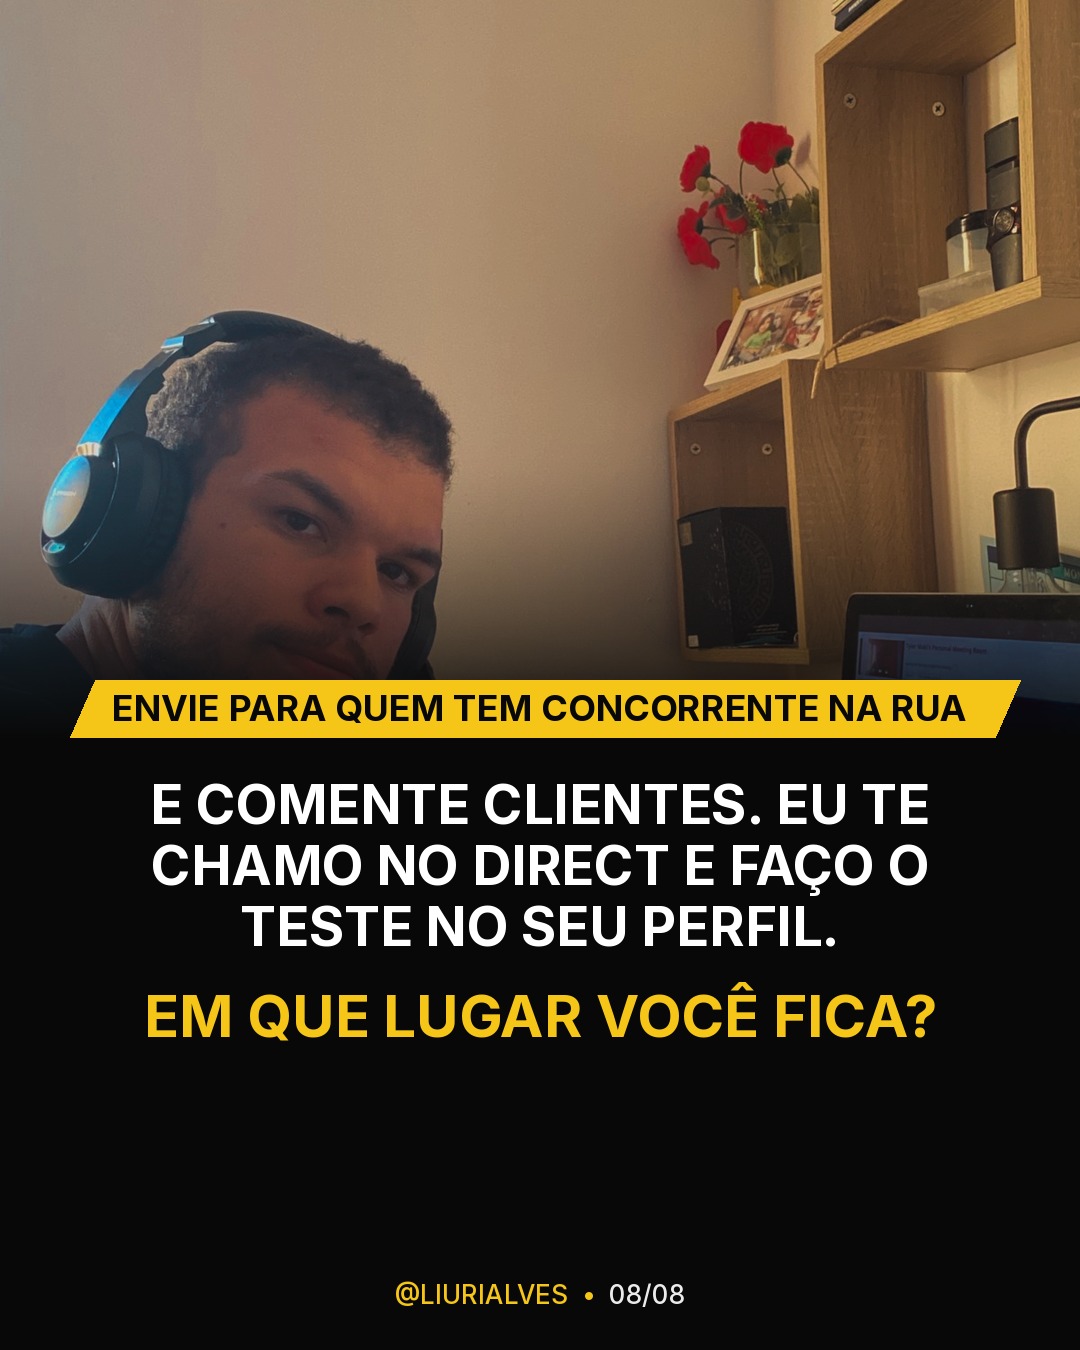 ENVIE PARA QUEM TEM CONCORRENTE NA RUA
E COMENTE CLIENTES. EU TE
CHAMO NO DIRECT E FAÇO O
TESTE NO SEU PERFIL.
EM QUE LUGAR VOCÊ FICA?
@LIURIALVES • 08/08